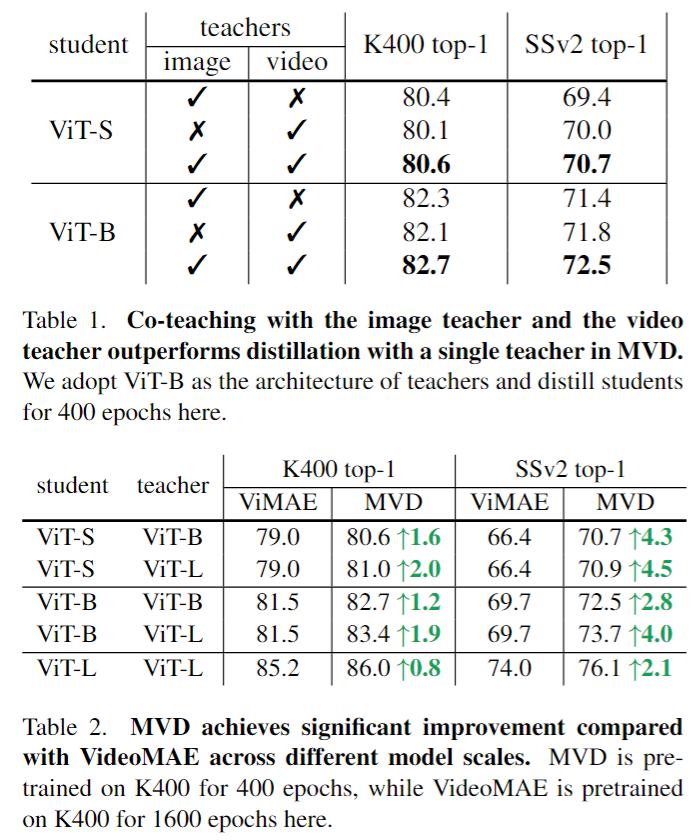 student teachers K400 top-1 SSv2 top-1
image video
ViT-S ✓ ✗ 80.4 69.4
✗ ✓ 80.1 70.0
✓ ✓ 80.6 70.7
ViT-B ✓ ✗ 82.3 71.4
✗ ✓ 82.1 71.8
✓ ✓ 82.7 72.5
Table 1. Co-teaching with the image teacher and the video
teacher outperforms distillation with a single teacher in MVD.
We adopt ViT-B as the architecture of teachers and distill students
for 400 epochs here.
student teacher K400 top-1 SSv2 top-1
ViMAE MVD ViMAE MVD
ViT-S ViT-B 79.0 80.6 ↑1.6 66.4 70.7 ↑4.3
ViT-S ViT-L 79.0 81.0 ↑2.0 66.4 70.9 ↑4.5
ViT-B ViT-B 81.5 82.7 ↑1.2 69.7 72.5 ↑2.8
ViT-B ViT-L 81.5 83.4 ↑1.9 69.7 73.7 ↑4.0
ViT-L ViT-L 85.2 86.0 ↑0.8 74.0 76.1 ↑2.1
Table 2. MVD achieves significant improvement compared
with VideoMAE across different model scales. MVD is pre-
trained on K400 for 400 epochs, while VideoMAE is pretrained
on K400 for 1600 epochs here.